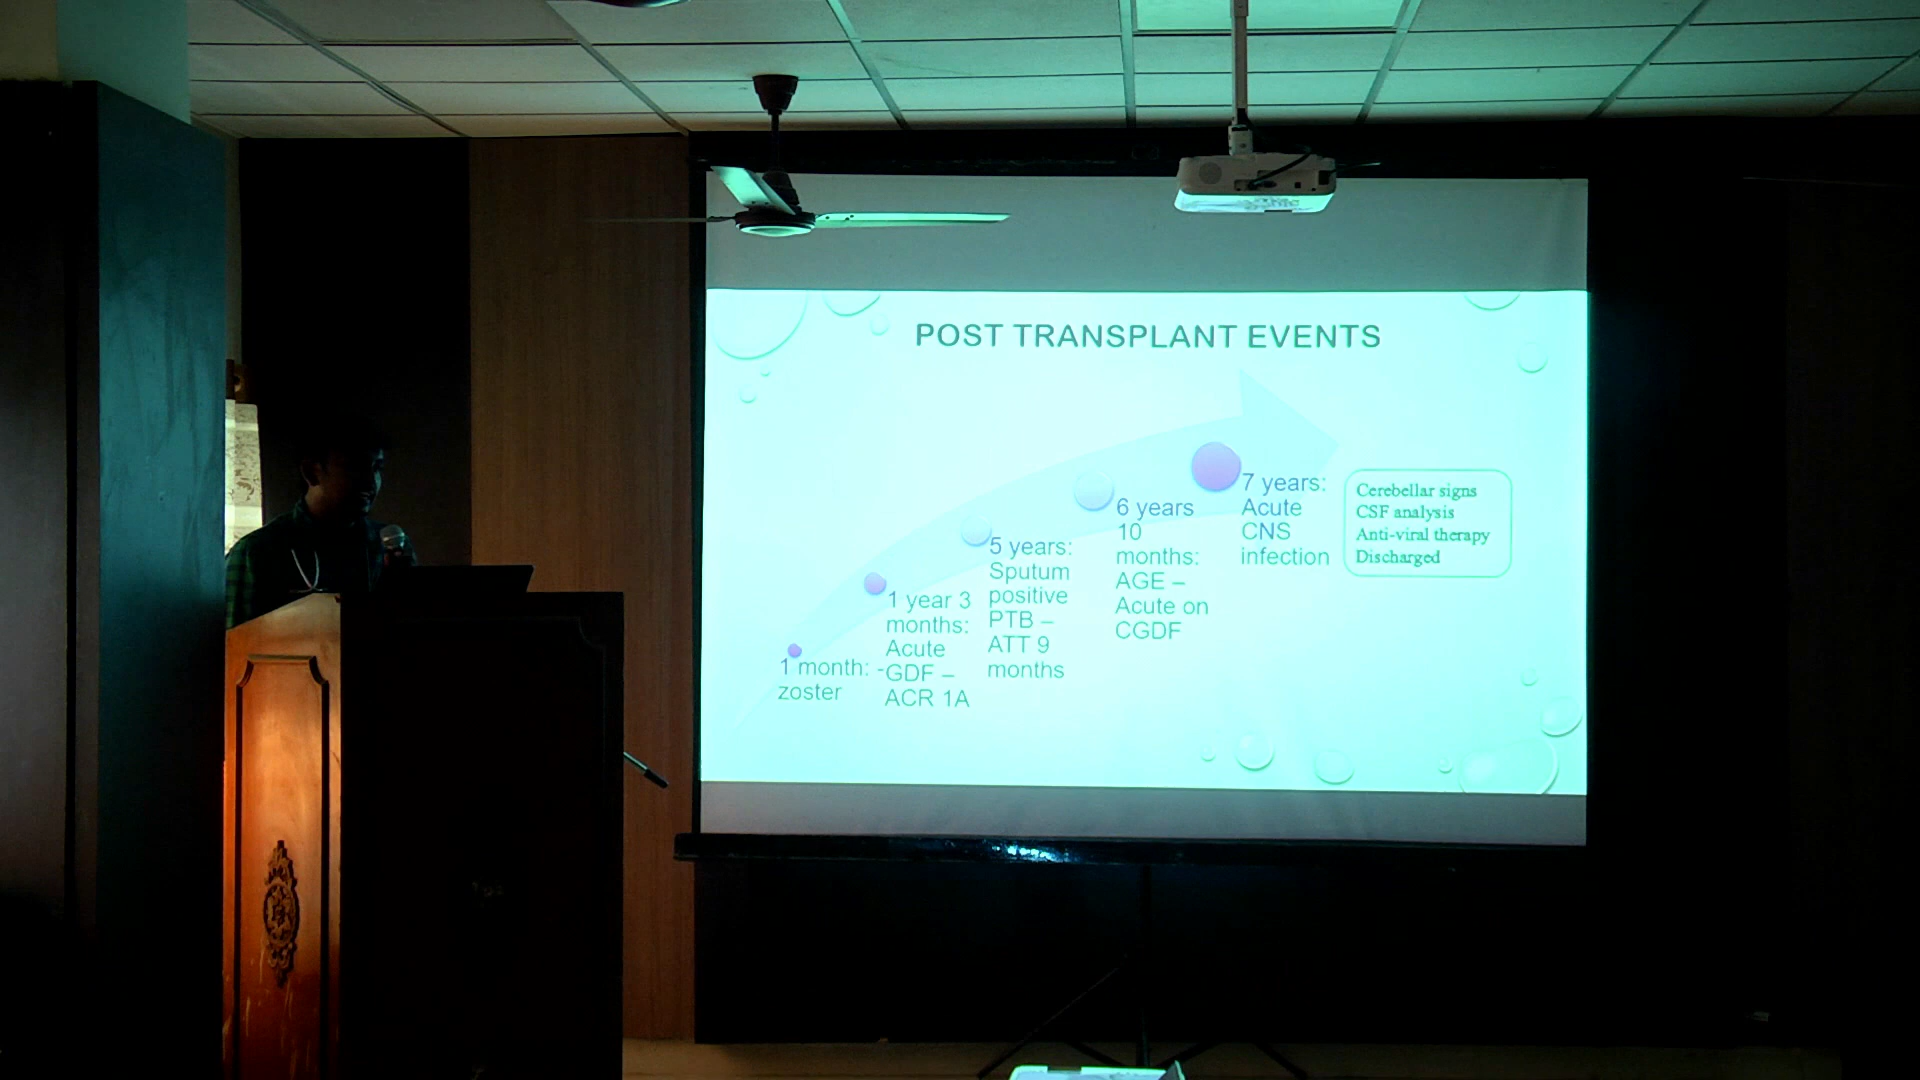 POST TRANSPLANT EVENTS
1 month: -
zoster
1 year 3
months:
Acute
GDF –
ACR 1A
5 years:
Sputum
positive
PTB –
ATT 9
months
6 years
10
months:
AGE –
Acute on
CGDF
7 years:
Acute
CNS
infection
Cerebellar signs
CSF analysis
Anti-viral therapy
Discharged